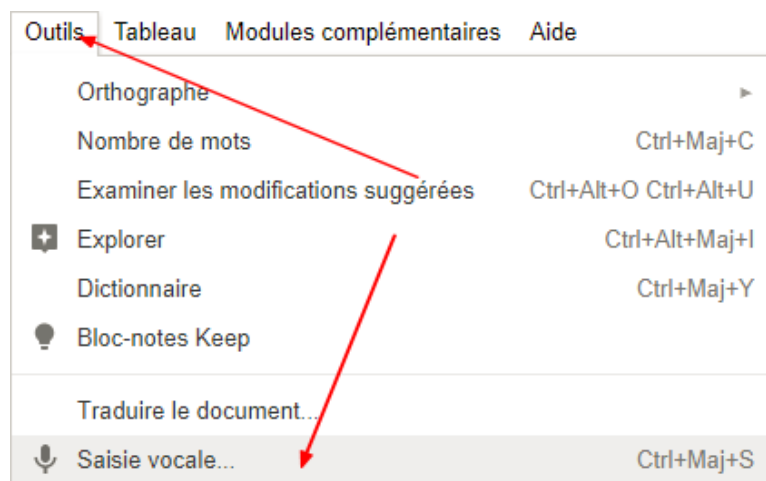 Outils Tableau Modules complémentaires Aide
Orthographe
Nombre de mots Ctrl+Maj+C
Examiner les modifications suggérées Ctrl+Alt+O Ctrl+Alt+U
Explorer Ctrl+Alt+Maj+I
Dictionnaire Ctrl+Maj+Y
Bloc-notes Keep
Traduire le document...
Saisie vocale... Ctrl+Maj+S